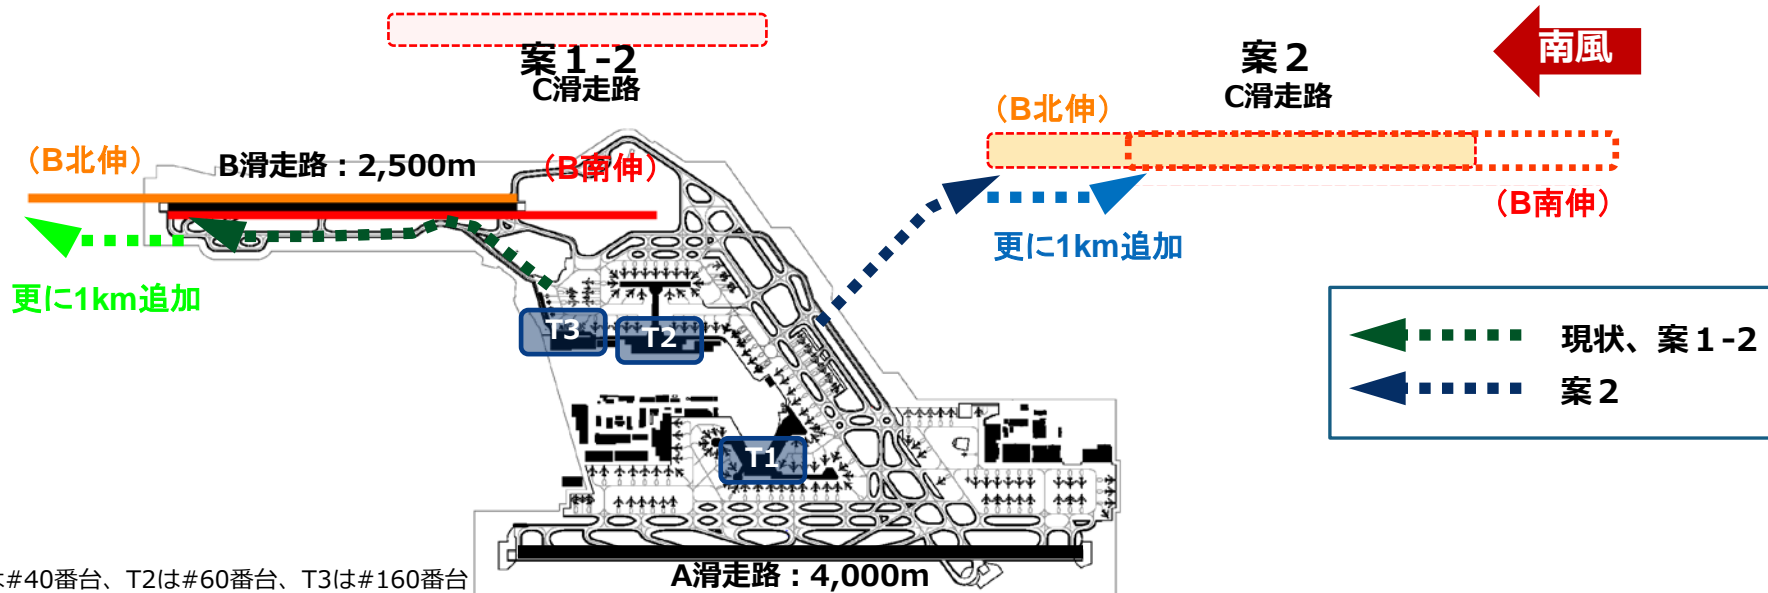 案１-2
C滑走路
案２
C滑走路
南風
（B北伸）
（B北伸）
B滑走路：2,500m
（B南伸）
（B南伸）
更に1km追加
更に1km追加
T3
T2
T1
現状、案１-2
案２
A滑走路：4,000m
は#40番台、T2は#60番台、T3は#160番台